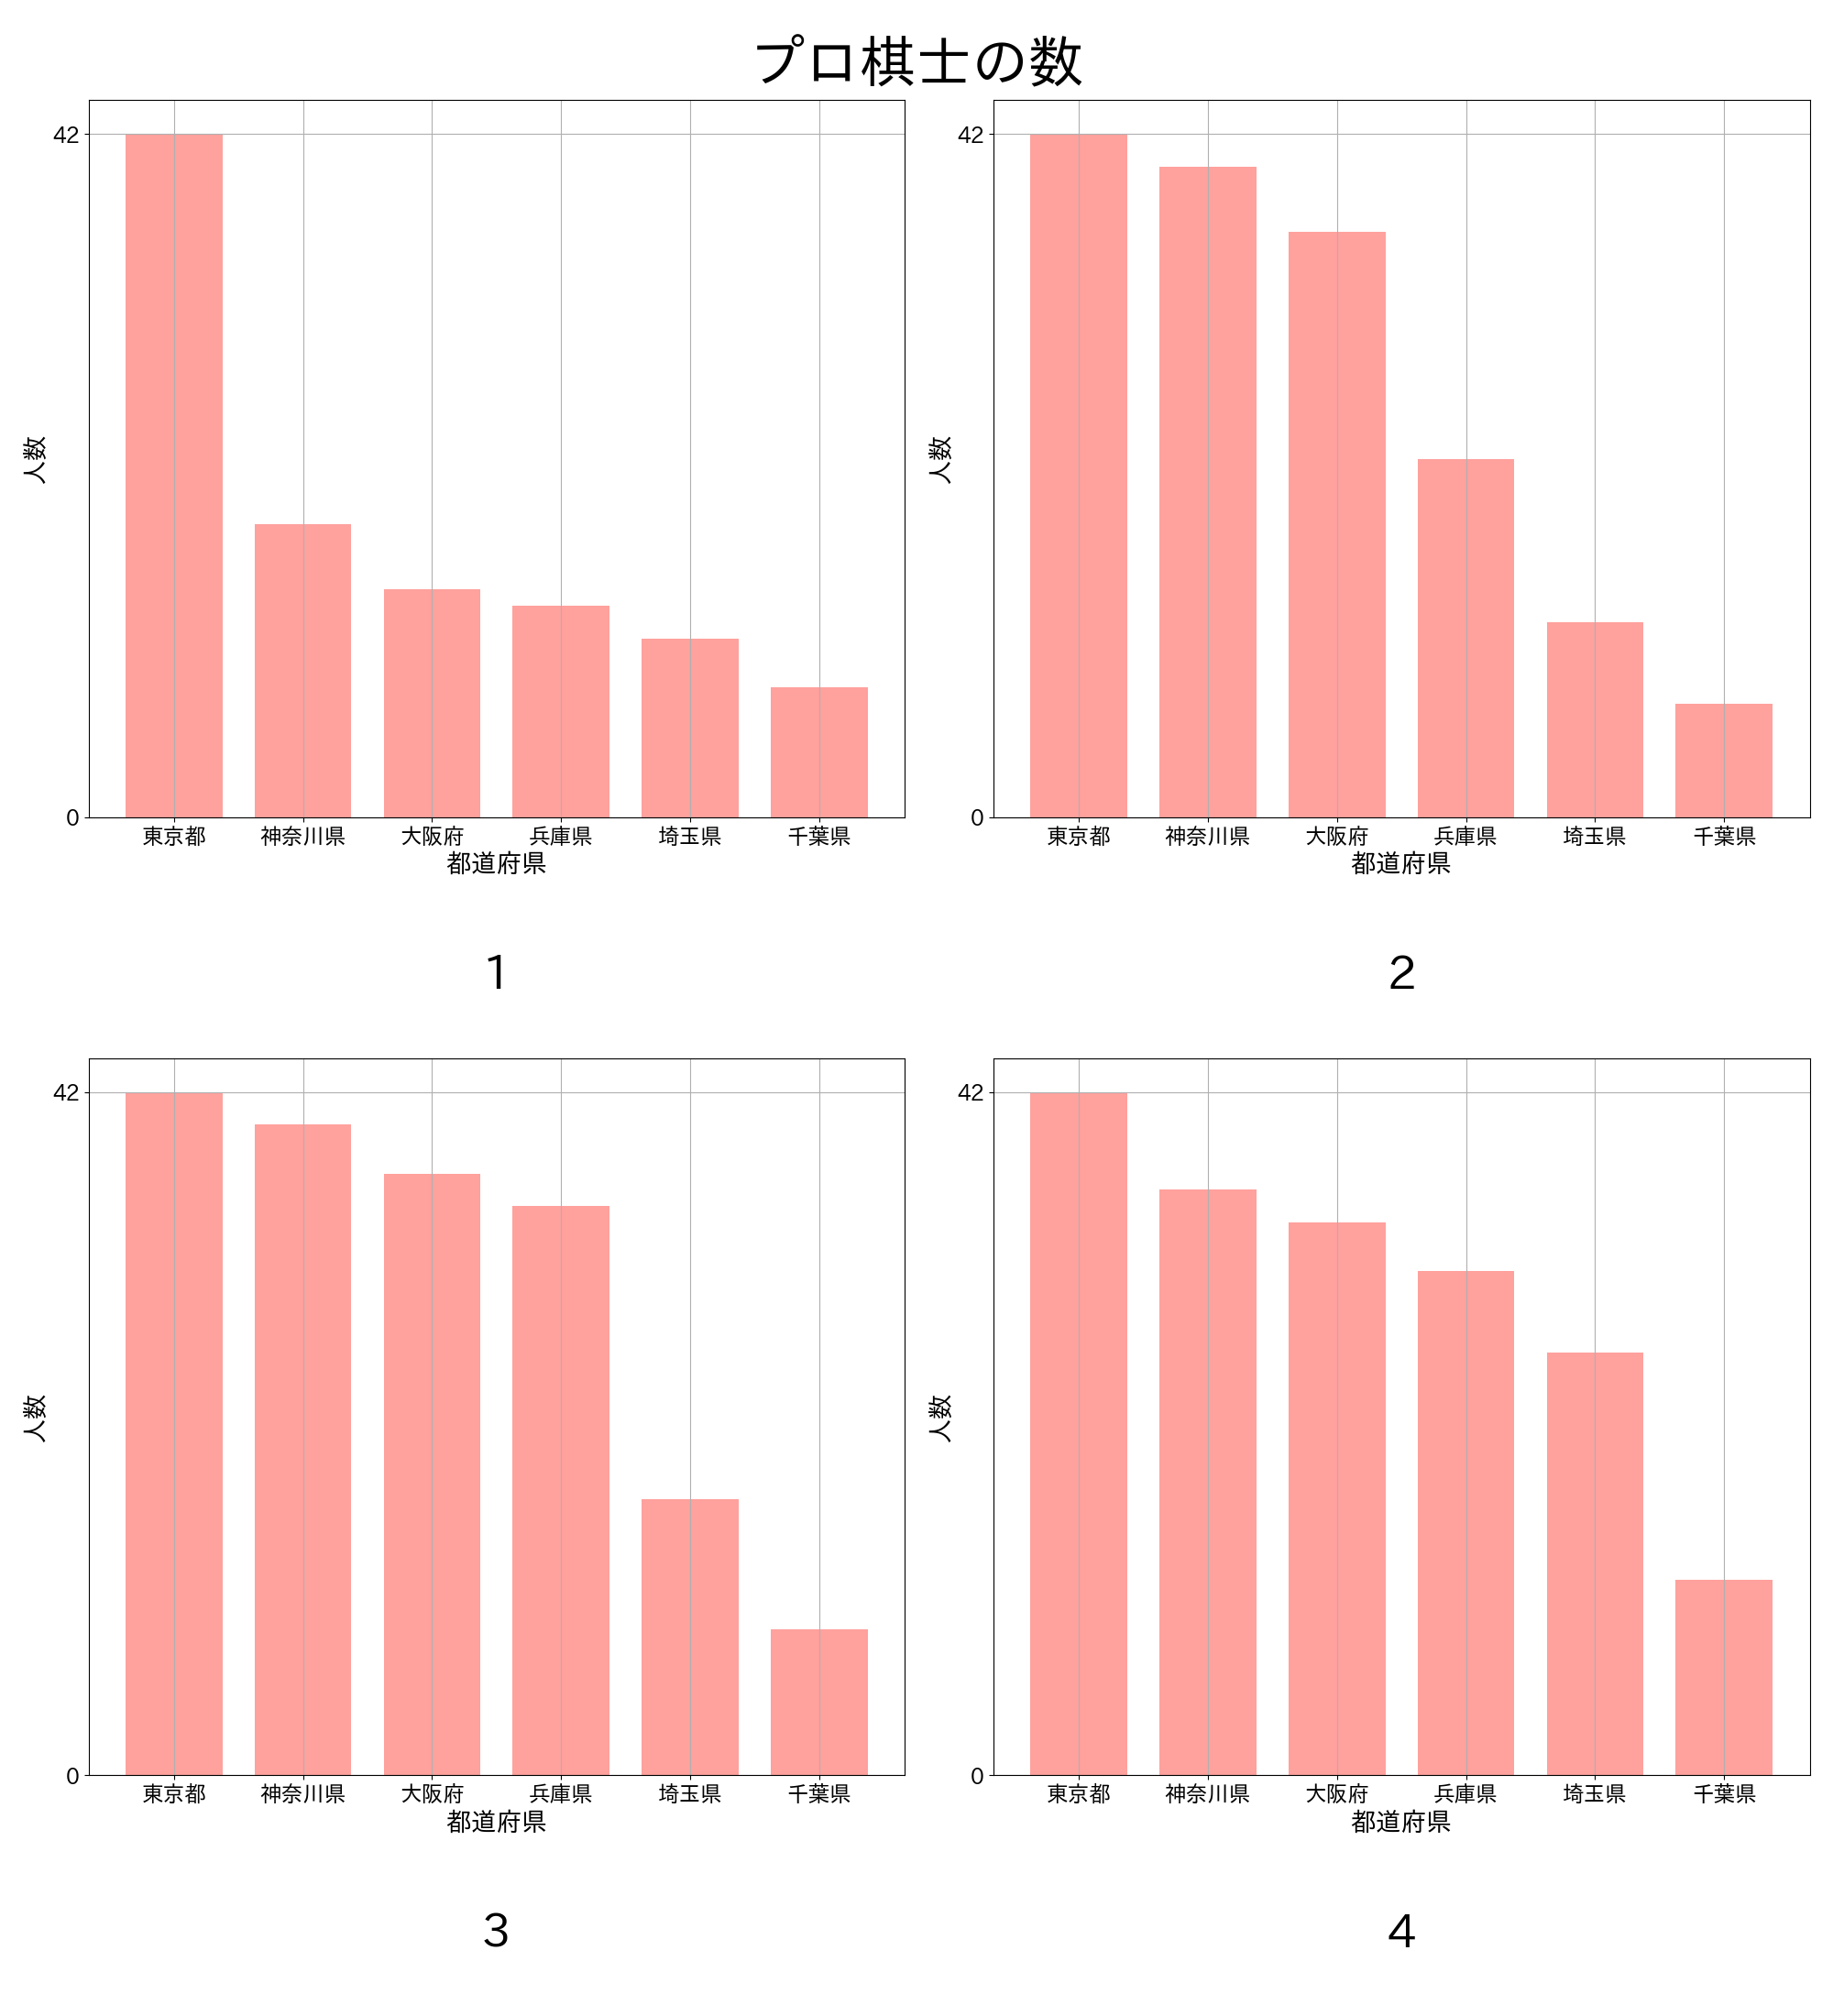 プロ棋士の数
42
0
人数
東京都 神奈川県 大阪府 兵庫県 埼玉県 千葉県
都道府県
1
42
0
人数
東京都 神奈川県 大阪府 兵庫県 埼玉県 千葉県
都道府県
2
42
0
人数
東京都 神奈川県 大阪府 兵庫県 埼玉県 千葉県
都道府県
3
42
0
人数
東京都 神奈川県 大阪府 兵庫県 埼玉県 千葉県
都道府県
4